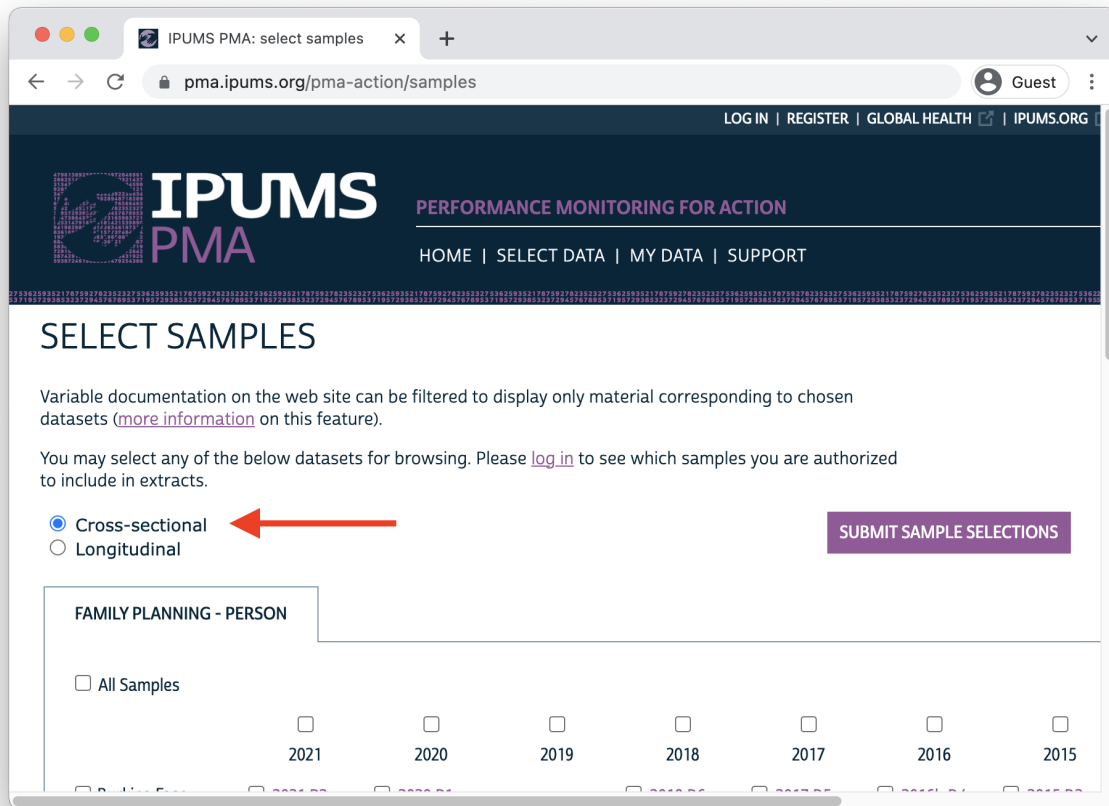 IPUMS PMA: select samples
pma.ipums.org/pma-action/samples
Guest
LOG IN | REGISTER | GLOBAL HEALTH | IPUMS.ORG
IPUMS
PMA
PERFORMANCE MONITORING FOR ACTION
HOME | SELECT DATA | MY DATA | SUPPORT
SELECT SAMPLES
Variable documentation on the web site can be filtered to display only material corresponding to chosen
datasets (more information on this feature).
You may select any of the below datasets for browsing. Please log in to see which samples you are authorized
to include in extracts.
Cross-sectional
Longitudinal
SUBMIT SAMPLE SELECTIONS
FAMILY PLANNING - PERSON
All Samples
2021 2020 2019 2018 2017 2016 2015